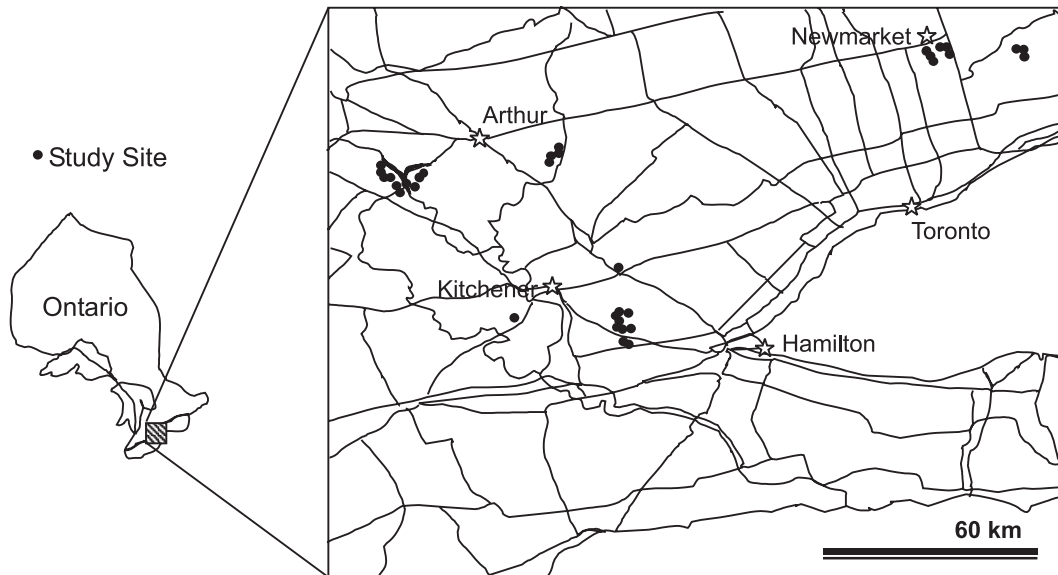 Newmarket
Arthur
Study Site
Toronto
Ontario
Kitchener
Hamilton
60 km